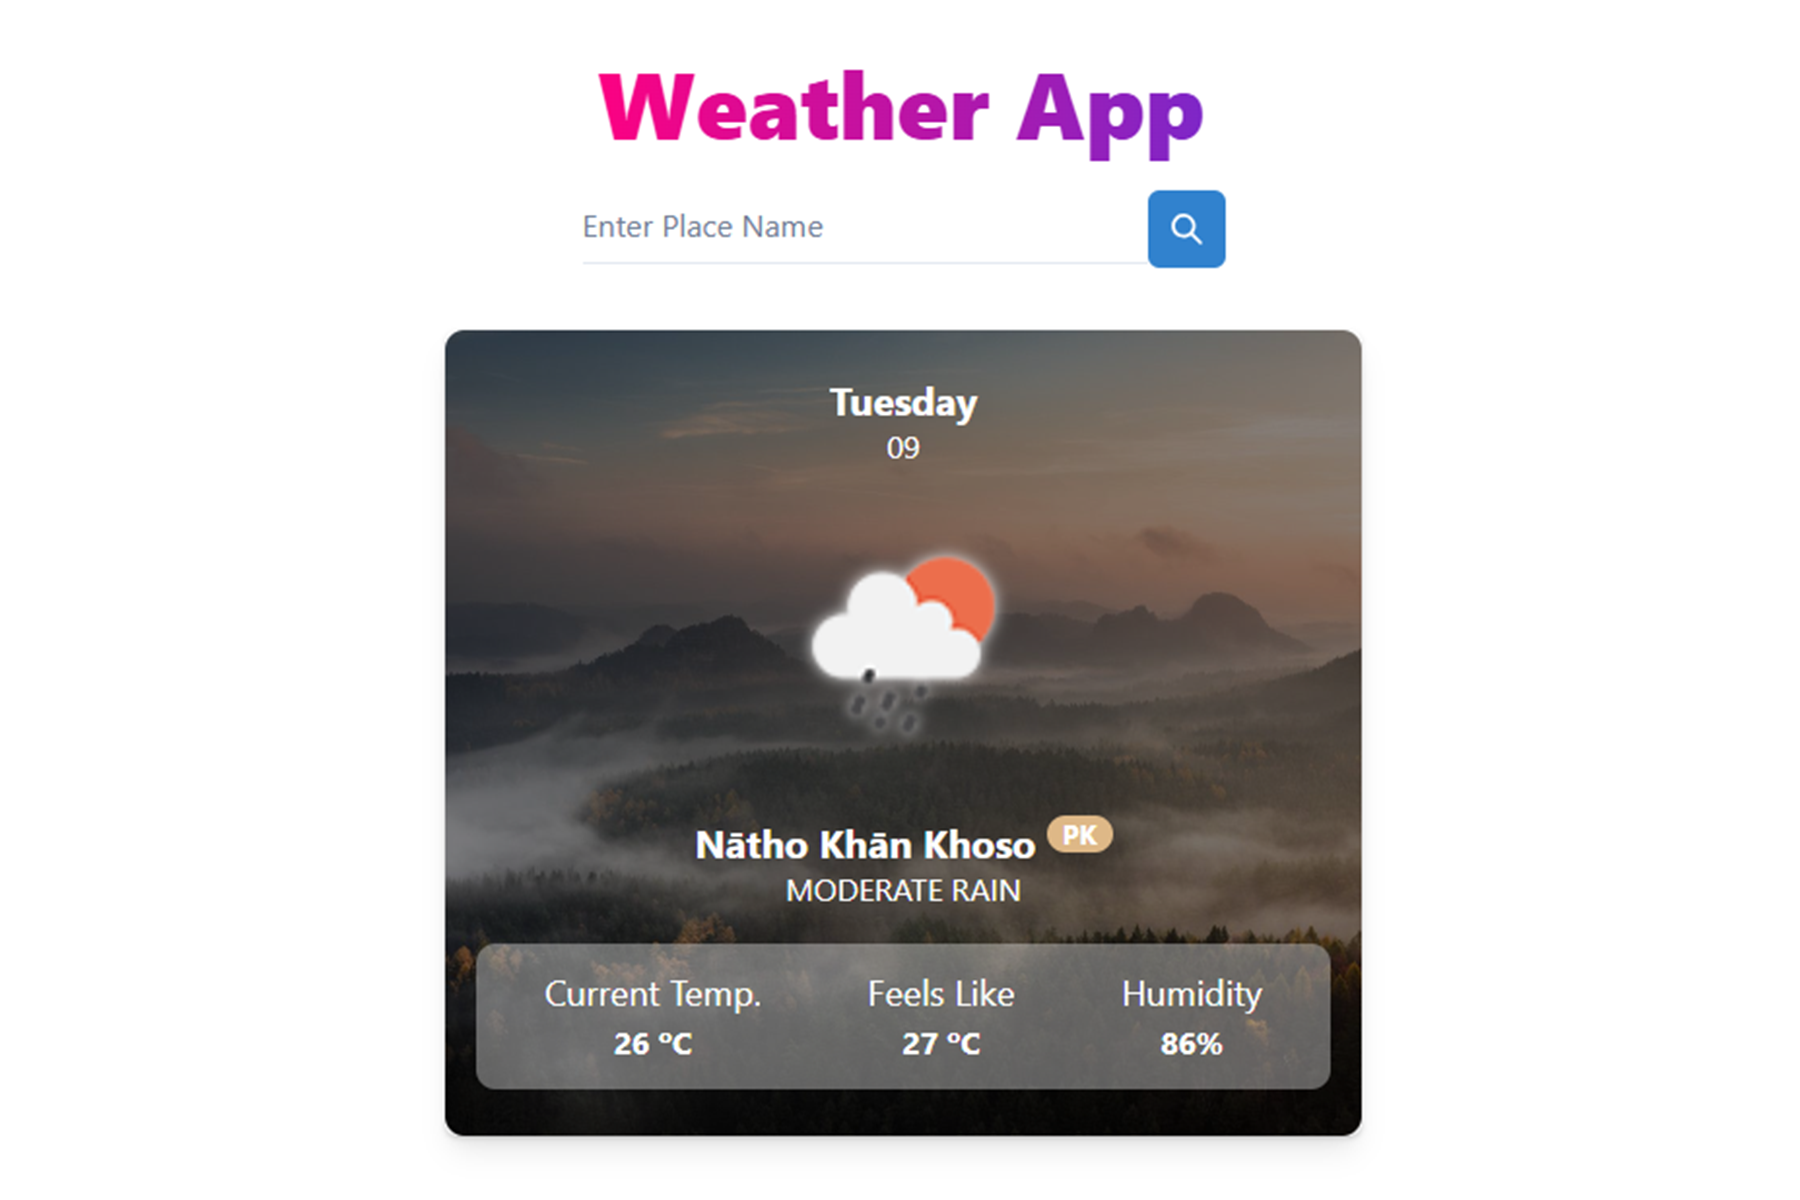 Weather App
Enter Place Name
Tuesday
09
Nātho Khān Khoso PK
MODERATE RAIN
Current Temp. Feels Like Humidity
26 °C 27 °C 86%